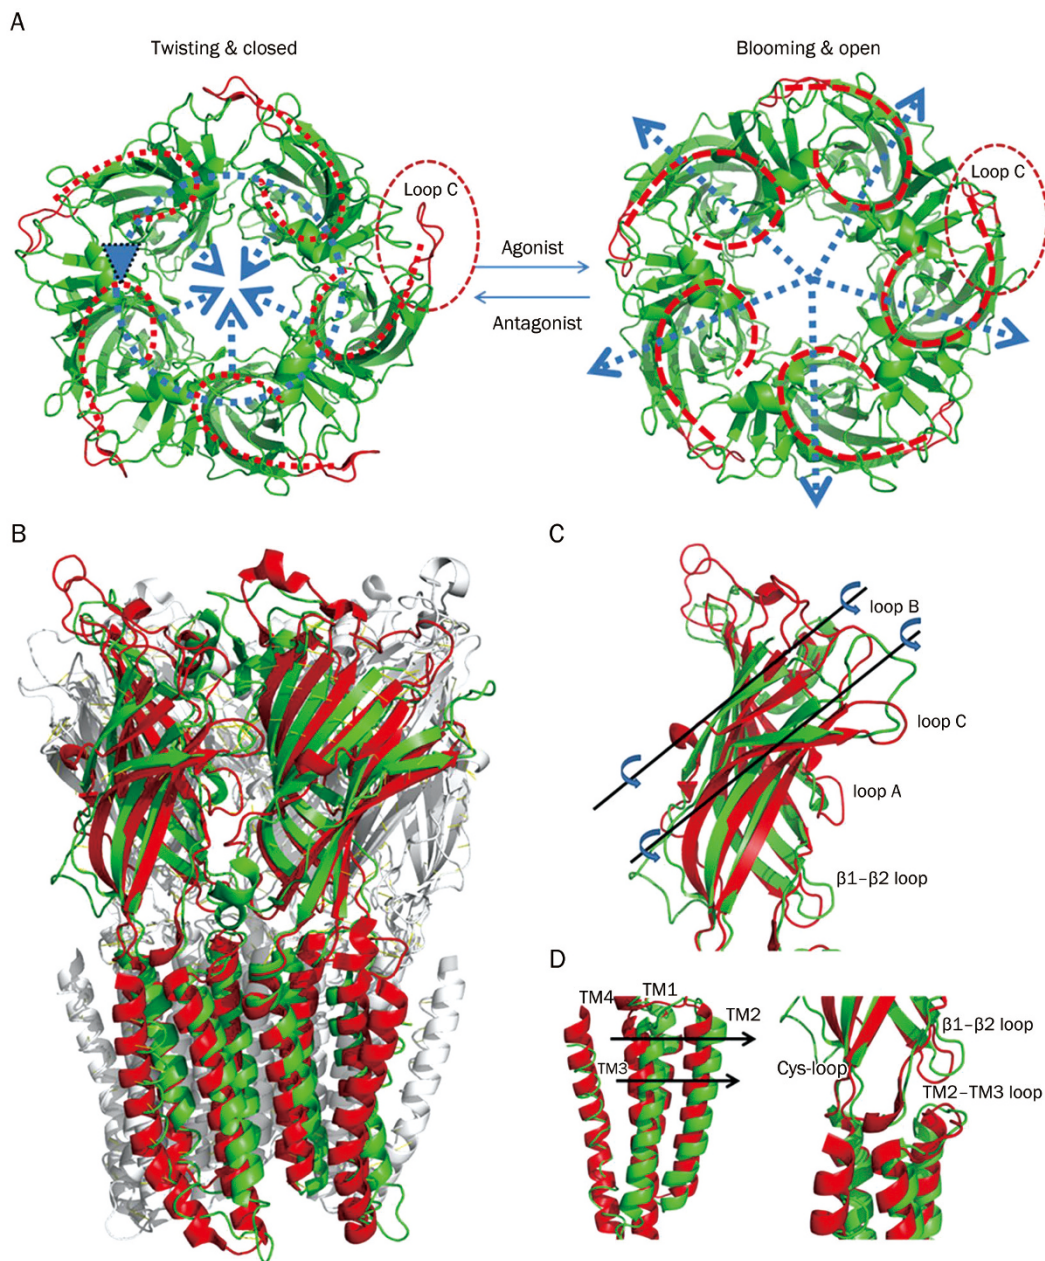 A
Twisting & closed
Blooming & open
Loop C
Loop C
Agonist
Antagonist
B
C
loop B
loop C
loop A
β1–β2 loop
D
TM4
TM1
TM2
TM3
Cys-loop
β1–β2 loop
TM2–TM3 loop